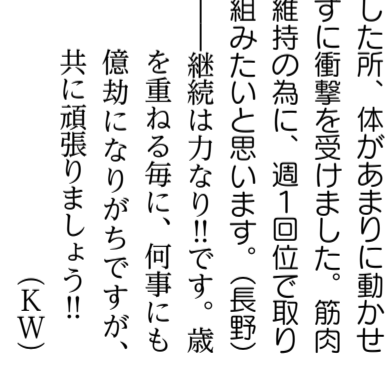 した所、体があまりに動かせ
ずに衝撃を受けました。筋肉
維持の為に、週1回位で取り
組みたいと思います。（長野）
――継続は力なり!!です。歳
を重ねる毎に、何事にも
億劫になりがちですが、
共に頑張りましょう!!
（ＫＷ）